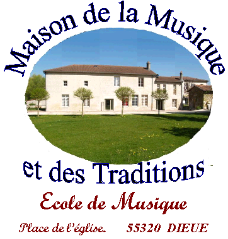 Maison de la Musique
et des Traditions
Ecole de Musique
Place de l'église. 55320 DIEUE